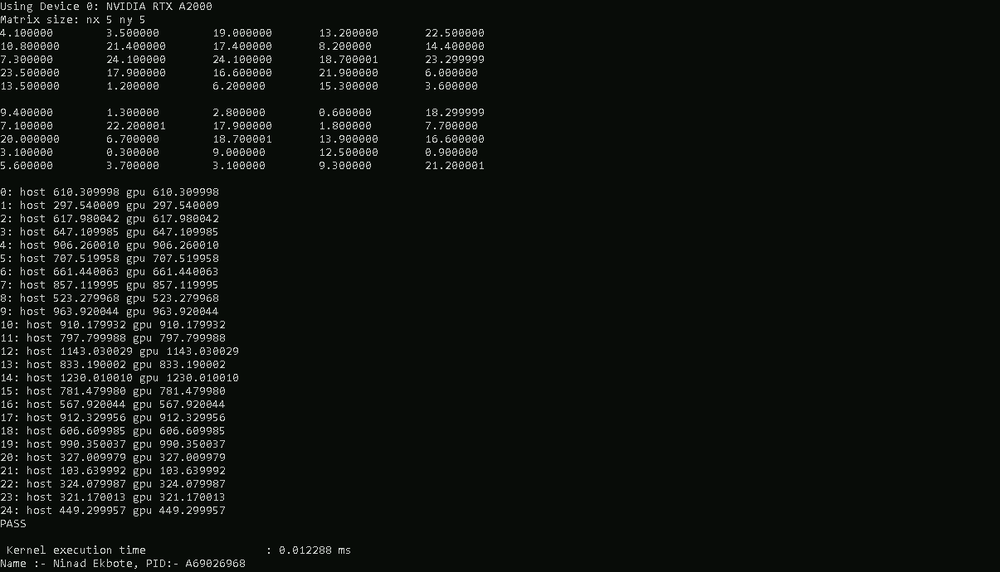 Using Device 0: NVIDIA RTX A2000
Matrix size: nx 5 ny 5
4.100000 3.500000 19.000000 13.200000 22.500000
10.800000 21.400000 17.400000 8.200000 14.400000
7.300000 24.100000 24.100000 18.700001 23.299999
23.500000 17.900000 16.600000 21.900000 6.000000
13.500000 1.200000 6.200000 15.300000 3.600000
9.400000 1.300000 2.800000 0.600000 18.299999
7.100000 22.200001 17.900000 1.800000 7.700000
20.000000 6.700000 18.700001 13.900000 16.600000
3.100000 0.300000 9.000000 12.500000 0.900000
5.600000 3.700000 3.100000 9.300000 21.200001
0: host 610.309998 gpu 610.309998
1: host 297.540009 gpu 297.540009
2: host 617.980042 gpu 617.980042
3: host 647.109985 gpu 647.109985
4: host 906.260010 gpu 906.260010
5: host 707.519958 gpu 707.519958
6: host 661.440063 gpu 661.440063
7: host 857.119995 gpu 857.119995
8: host 523.279968 gpu 523.279968
9: host 963.920044 gpu 963.920044
10: host 910.179932 gpu 910.179932
11: host 797.799988 gpu 797.799988
12: host 1143.030029 gpu 1143.030029
13: host 833.190002 gpu 833.190002
14: host 1230.010010 gpu 1230.010010
15: host 781.479980 gpu 781.479980
16: host 567.920044 gpu 567.920044
17: host 912.329956 gpu 912.329956
18: host 606.609985 gpu 606.609985
19: host 990.350037 gpu 990.350037
20: host 327.009979 gpu 327.009979
21: host 103.639992 gpu 103.639992
22: host 324.079987 gpu 324.079987
23: host 321.170013 gpu 321.170013
24: host 449.299957 gpu 449.299957
PASS
Kernel execution time : 0.012288 ms
Name :- Ninad Ekbote, PID:- A69026968